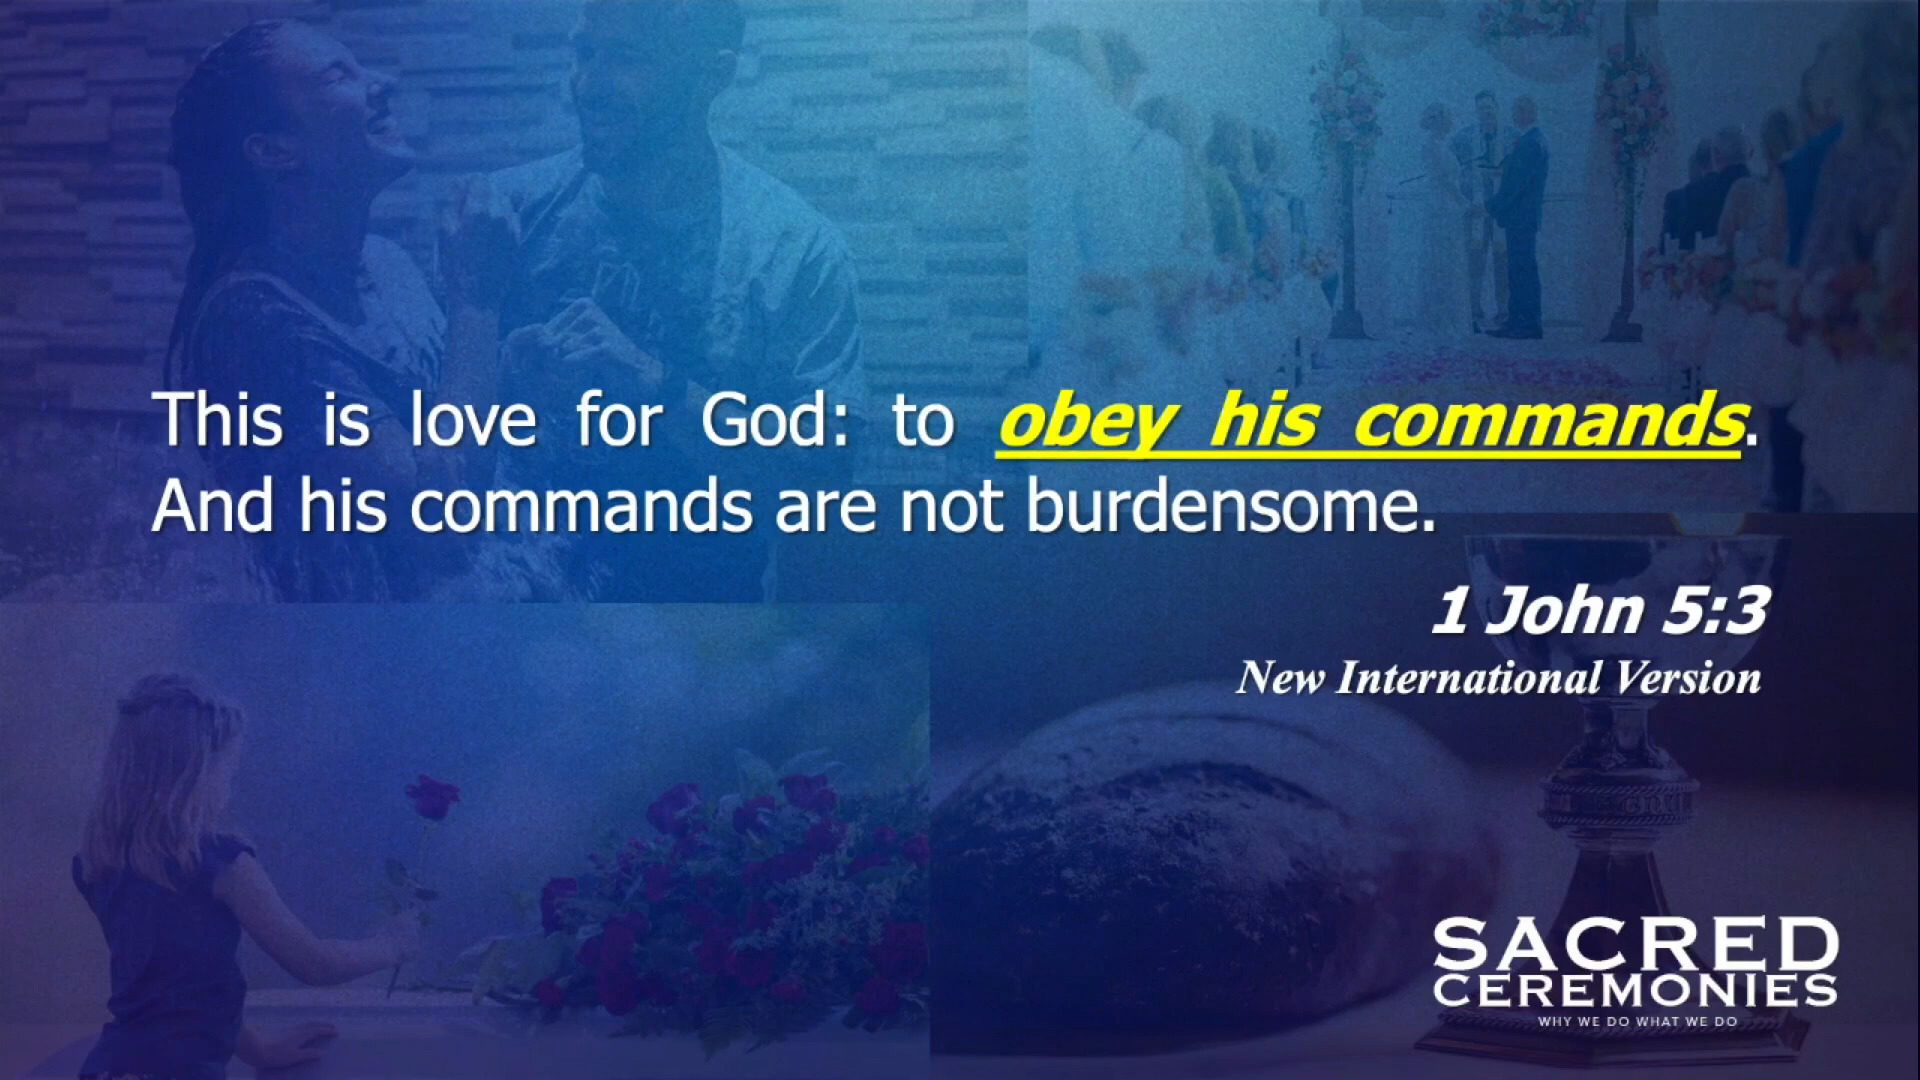 This is love for God: to obey his commands.
And his commands are not burdensome.
1 John 5:3
New International Version
SACRED
CEREMONIES
WHY WE DO WHAT WE DO